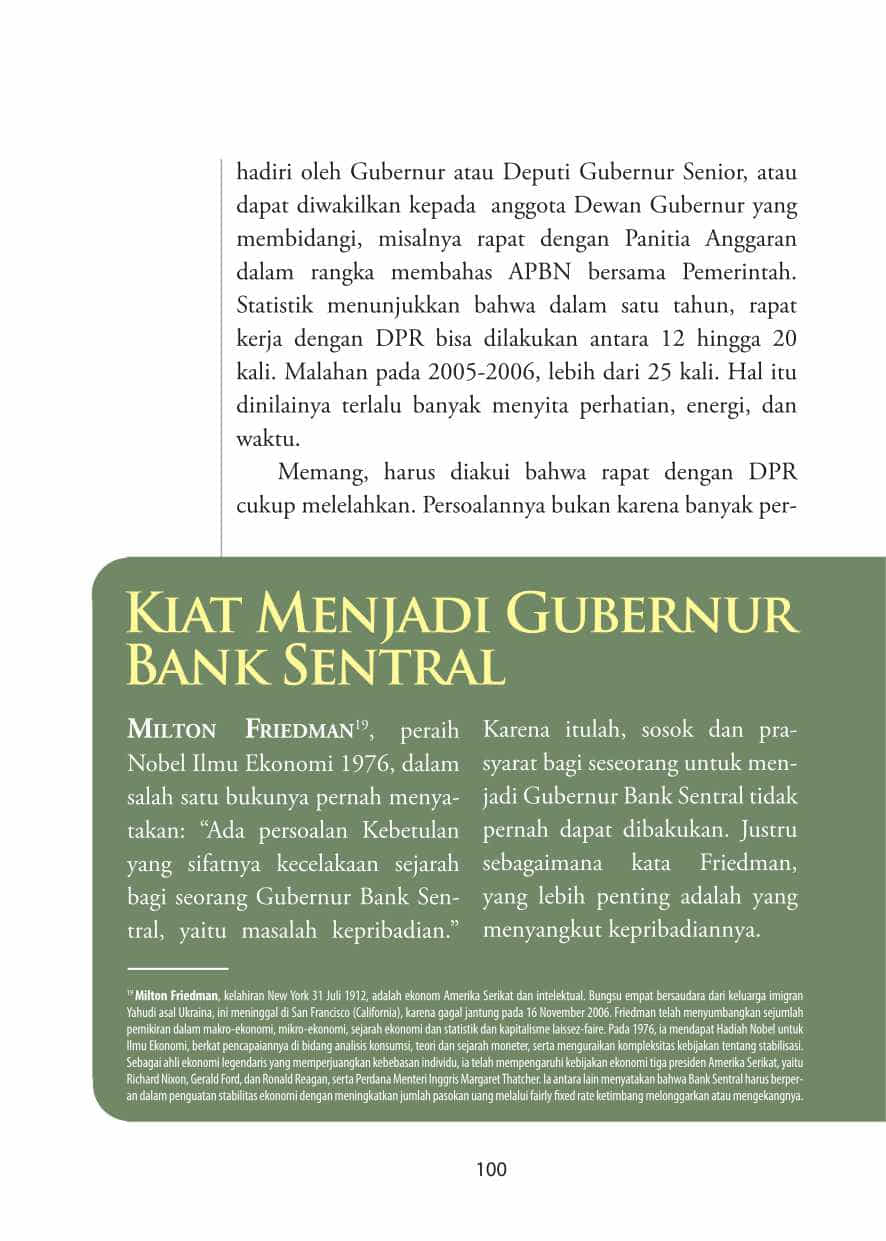 hadiri oleh Gubernur atau Deputi Gubernur Senior, atau
dapat diwakilkan kepada anggota Dewan Gubernur yang
membidangi, misalnya rapat dengan Panitia Anggaran
dalam rangka membahas APBN bersama Pemerintah.
Statistik menunjukkan bahwa dalam satu tahun, rapat
kerja dengan DPR bisa dilakukan antara 12 hingga 20
kali. Malahan pada 2005-2006, lebih dari 25 kali. Hal itu
dinilainya terlalu banyak menyita perhatian, energi, dan
waktu.
Memang, harus diakui bahwa rapat dengan DPR
cukup melelahkan. Persoalannya bukan karena banyak per-
KIAT MENJADI GUBERNUR
BANK SENTRAL
MILTON FRIEDMAN19, peraih
Nobel Ilmu Ekonomi 1976, dalam
salah satu bukunya pernah menya-
takan: “Ada persoalan Kebetulan
yang sifatnya kecelakaan sejarah
bagi seorang Gubernur Bank Sen-
tral, yaitu masalah kepribadian.”
Karena itulah, sosok dan pra-
syarat bagi seseorang untuk men-
jadi Gubernur Bank Sentral tidak
pernah dapat dibakukan. Justru
sebagaimana kata Friedman,
yang lebih penting adalah yang
menyangkut kepribadiannya.
19 Milton Friedman, kelahiran New York 31 Juli 1912, adalah ekonom Amerika Serikat dan intelektual. Bungsu empat bersaudara dari keluarga imigran
Yahudi asal Ukraina, ini meninggal di San Francisco (California), karena gagal jantung pada 16 November 2006. Friedman telah menyumbangkan sejumlah
pemikiran dalam makro-ekonomi, mikro-ekonomi, sejarah ekonomi dan statistik dan kapitalisme laissez-faire. Pada 1976, ia mendapat Hadiah Nobel untuk
Ilmu Ekonomi, berkat pencapaiannya di bidang analisis konsumsi, teori dan sejarah moneter, serta menguraikan kompleksitas kebijakan tentang stabilisasi.
Sebagai ahli ekonomi legendaris yang memperjuangkan kebebasan individu, ia telah mempengaruhi kebijakan ekonomi tiga presiden Amerika Serikat, yaitu
Richard Nixon, Gerald Ford, dan Ronald Reagan, serta Perdana Menteri Inggris Margaret Thatcher. Ia antara lain menyatakan bahwa Bank Sentral harus berper-
an dalam penguatan stabilitas ekonomi dengan meningkatkan jumlah pasokan uang melalui fairly fixed rate ketimbang melonggarkan atau mengekangnya.
100